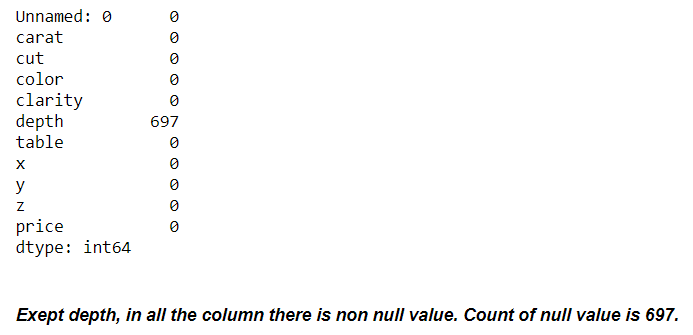 Unnamed: 0 0
carat 0
cut 0
color 0
clarity 0
depth 697
table 0
x 0
y 0
z 0
price 0
dtype: int64
Exept depth, in all the column there is non null value. Count of null value is 697.